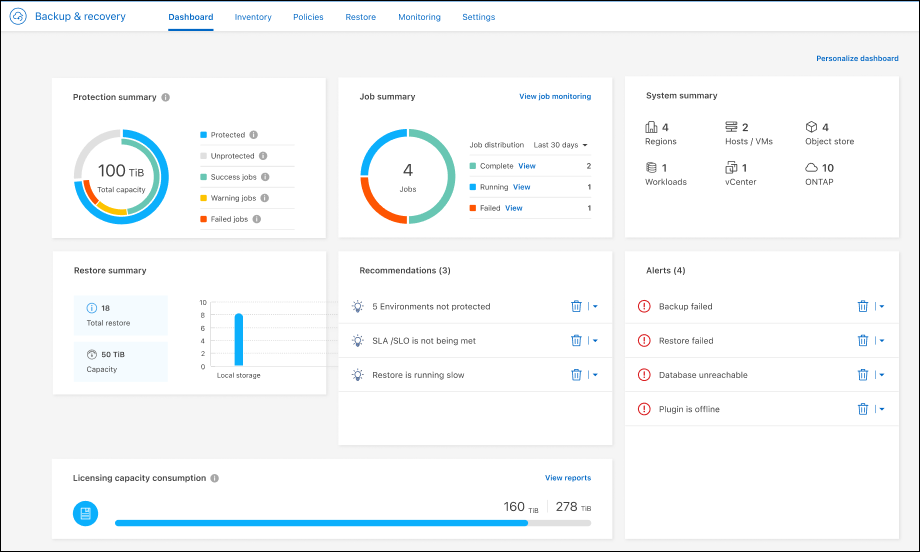 Backup & recovery
Dashboard Inventory Policies Restore Monitoring Settings
Personalize dashboard
Protection summary
100 TiB
Total capacity
Protected
Unprotected
Success jobs
Warning jobs
Failed jobs
Job summary
View job monitoring
4
Jobs
Job distribution Last 30 days
Complete View 2
Running View 1
Failed View 1
System summary
4 Regions
2 Hosts / VMs
4 Object store
1 Workloads
1 vCenter
10 ONTAP
Restore summary
18
Total restore
50 TiB
Capacity
10
8
6
4
2
0
Local storage
Recommendations (3)
5 Environments not protected
SLA /SLO is not being met
Restore is running slow
Alerts (4)
Backup failed
Restore failed
Database unreachable
Plugin is offline
Licensing capacity consumption
View reports
160 TiB 278 TiB